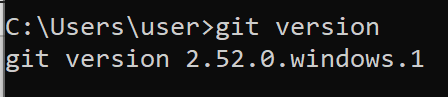 C:\Users\user>git version
git version 2.52.0.windows.1